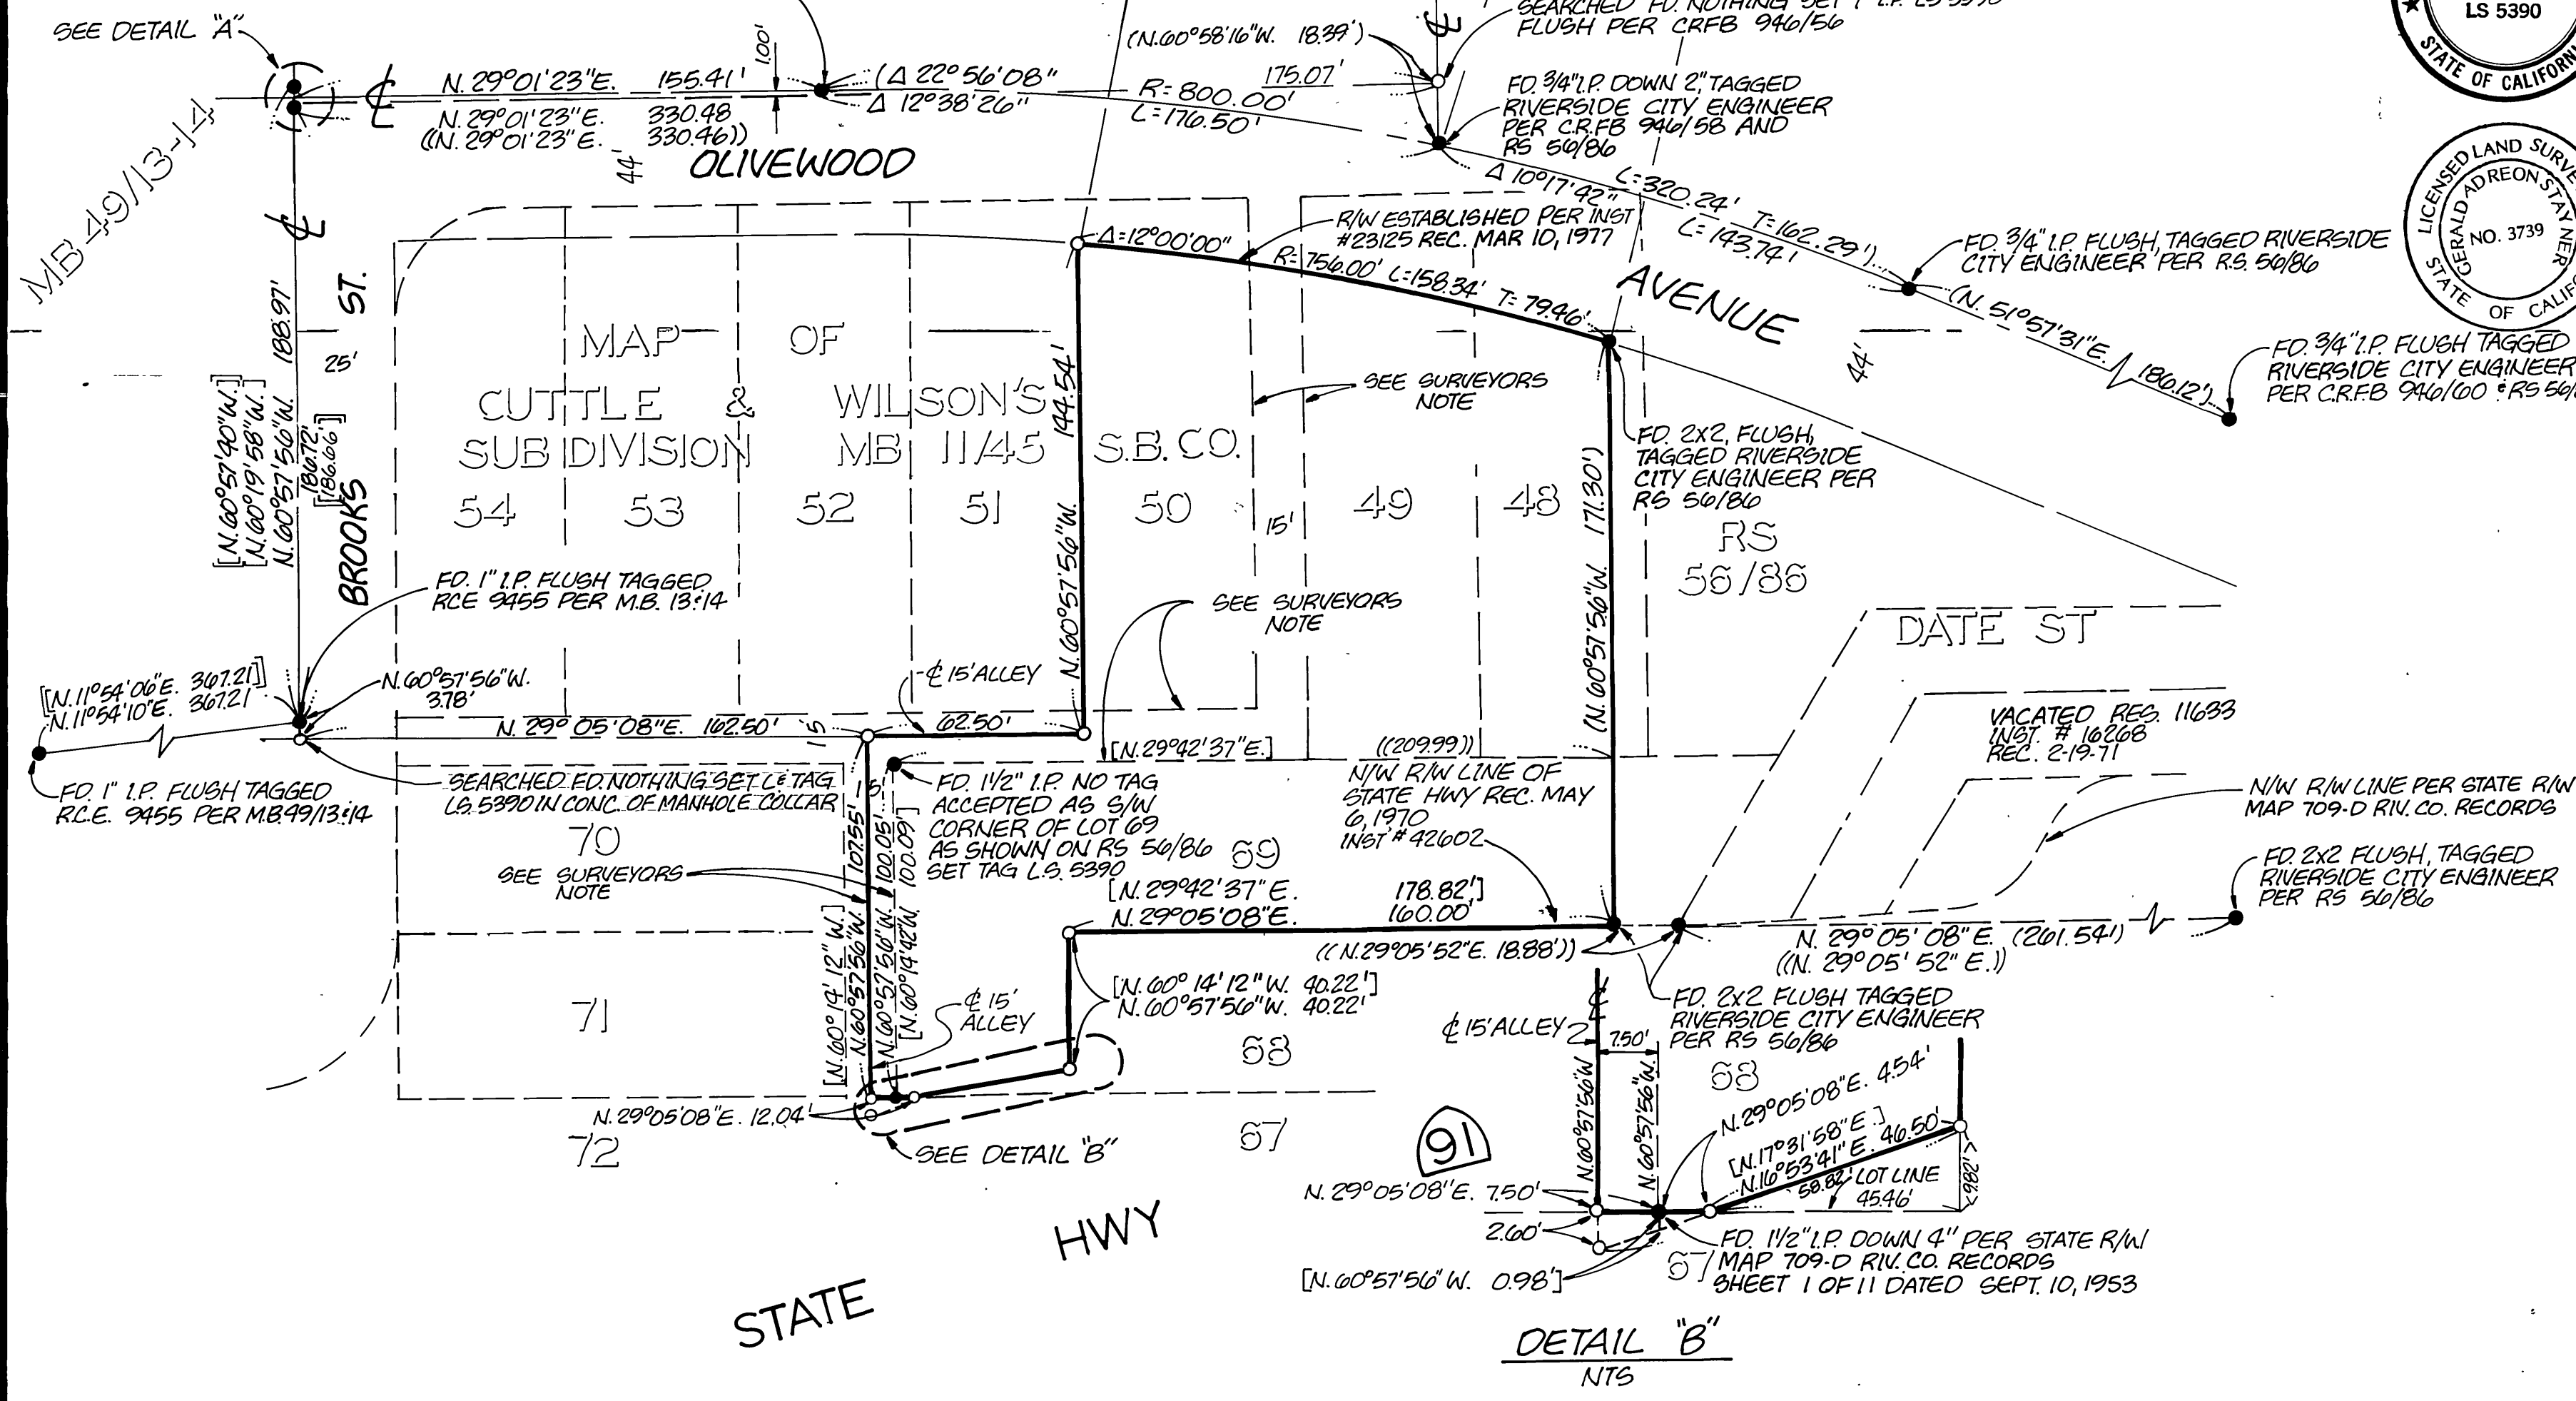 SEE DETAIL "A"
SEARCHED FD. NOTHING SET 1" I.P. LS 5390
FLUSH PER CRFB 946/56
LS 5390
STATE OF CALIFORNIA
(N.60°58'16"W. 18.39')
N. 29°01'23"E. 155.41'
1.00'
(Δ 22°56'08"
175.07'
Δ 12°38'26"
R=800.00'
L=176.50'
N. 29°01'23"E. 330.48
((N. 29°01'23"E. 330.46))
44'
OLIVEWOOD
FD. 3/4" I.P. DOWN 2", TAGGED
RIVERSIDE CITY ENGINEER
PER C.R.FB 946/58 AND
RS 56/86
MB 49/13-14
LICENSED LAND SURVEYOR
GERALD ADREON STAYNER
NO. 3739
STATE OF CALIF
Δ 10°17'42"
L=320.24'
T=162.29')
L=143.74'
R/W ESTABLISHED PER INST
#23125 REC. MAR 10, 1977
Δ=12°00'00"
R=756.00' L=158.34' T=79.46'
AVENUE
44'
FD. 3/4" I.P. FLUSH, TAGGED RIVERSIDE
CITY ENGINEER PER R.S. 56/86
(N. 51°57'31"E. 186.12')
FD. 3/4" I.P. FLUSH TAGGED
RIVERSIDE CITY ENGINEER
PER C.R.F.B 946/60 & RS 56/
188.97'
ST.
25'
[N.60°57'40"W.]
[N.60°19'58"W.]
N.60°57'56"W.
186.72'
[186.66']
BROOKS
MAP OF
CUTTLE & WILSON'S
SUBDIVISION MB 11/45 S.B. CO.
144.54'
N.60°57'56"W.
SEE SURVEYORS
NOTE
54 53 52 51 50 49 48
15'
171.30')
(N.60°57'56"W.
FD. 2x2, FLUSH,
TAGGED RIVERSIDE
CITY ENGINEER PER
RS 56/86
RS
56/86
FD. 1" I.P. FLUSH TAGGED
RCE 9455 PER M.B. 13&14
SEE SURVEYORS
NOTE
DATE ST
[N.11°54'06"E. 367.21]
N.11°54'10"E. 367.21
N.60°57'56"W.
3.78'
℄ 15' ALLEY
N. 29°05'08"E. 162.50'
15
62.50'
[N.29°42'37"E.]
((209.99))
VACATED RES. 11633
INST. # 16268
REC. 2-19-71
FD. 1" I.P. FLUSH TAGGED
R.C.E. 9455 PER M.B.49/13&14
SEARCHED FD. NOTHING SET L& TAG
L.S. 5390 IN CONC. OF MANHOLE COLLAR
15'
FD. 1½" I.P. NO TAG
ACCEPTED AS S/W
CORNER OF LOT 69
AS SHOWN ON RS 56/86
SET TAG L.S. 5390
N/W R/W LINE OF
STATE HWY REC. MAY
6, 1970
INST # 42602
N/W R/W LINE PER STATE R/W
MAP 709-D RIV. CO. RECORDS
70
69
107.55'
100.05'
100.09']
SEE SURVEYORS
NOTE
[N. 29°42'37"E. 178.82']
N. 29°05'08"E. 160.00'
FD. 2x2 FLUSH, TAGGED
RIVERSIDE CITY ENGINEER
PER RS 56/86
((N.29°05'52"E. 18.88'))
N. 29°05'08"E. (261.54')
((N. 29°05'52"E.))
[N.60°14'12"W.]
N.60°57'56"W.
N.60°57'56"W.
[N.60°14'42"W.
71
℄ 15'
ALLEY
[N.60°14'12"W. 40.22']
N.60°57'56"W. 40.22'
68
FD. 2x2 FLUSH TAGGED
RIVERSIDE CITY ENGINEER
PER RS 56/86
℄ 15' ALLEY
7.50'
N.60°57'56"W
N.60°57'56"W.
68
N.29°05'08"E. 4.54'
N.29°05'08"E. 12.04'
72
SEE DETAIL "B"
67
91
[N.17°31'58"E.]
N.16°53'41"E. 46.50'
58.82' LOT LINE
45.46'
<9.82'>
N. 29°05'08"E. 7.50'
2.60'
[N.60°57'56"W. 0.98']
67
FD. 1½" I.P. DOWN 4" PER STATE R/W
MAP 709-D RIV. CO. RECORDS
SHEET 1 OF 11 DATED SEPT. 10, 1953
STATE HWY
DETAIL "B"
NTS